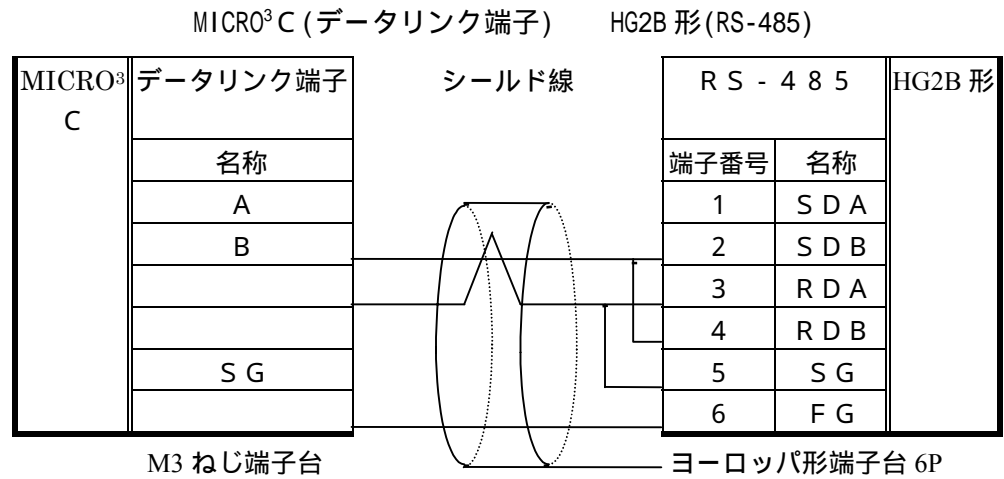 MICRO³C (データリンク端子) HG2B 形(RS-485)
MICRO³ データリンク端子 シールド線 RS-485 HG2B 形
C
名称 端子番号 名称
A 1 SDA
B 2 SDB
3 RDA
4 RDB
SG 5 SG
6 FG
M3 ねじ端子台 ヨーロッパ形端子台 6P